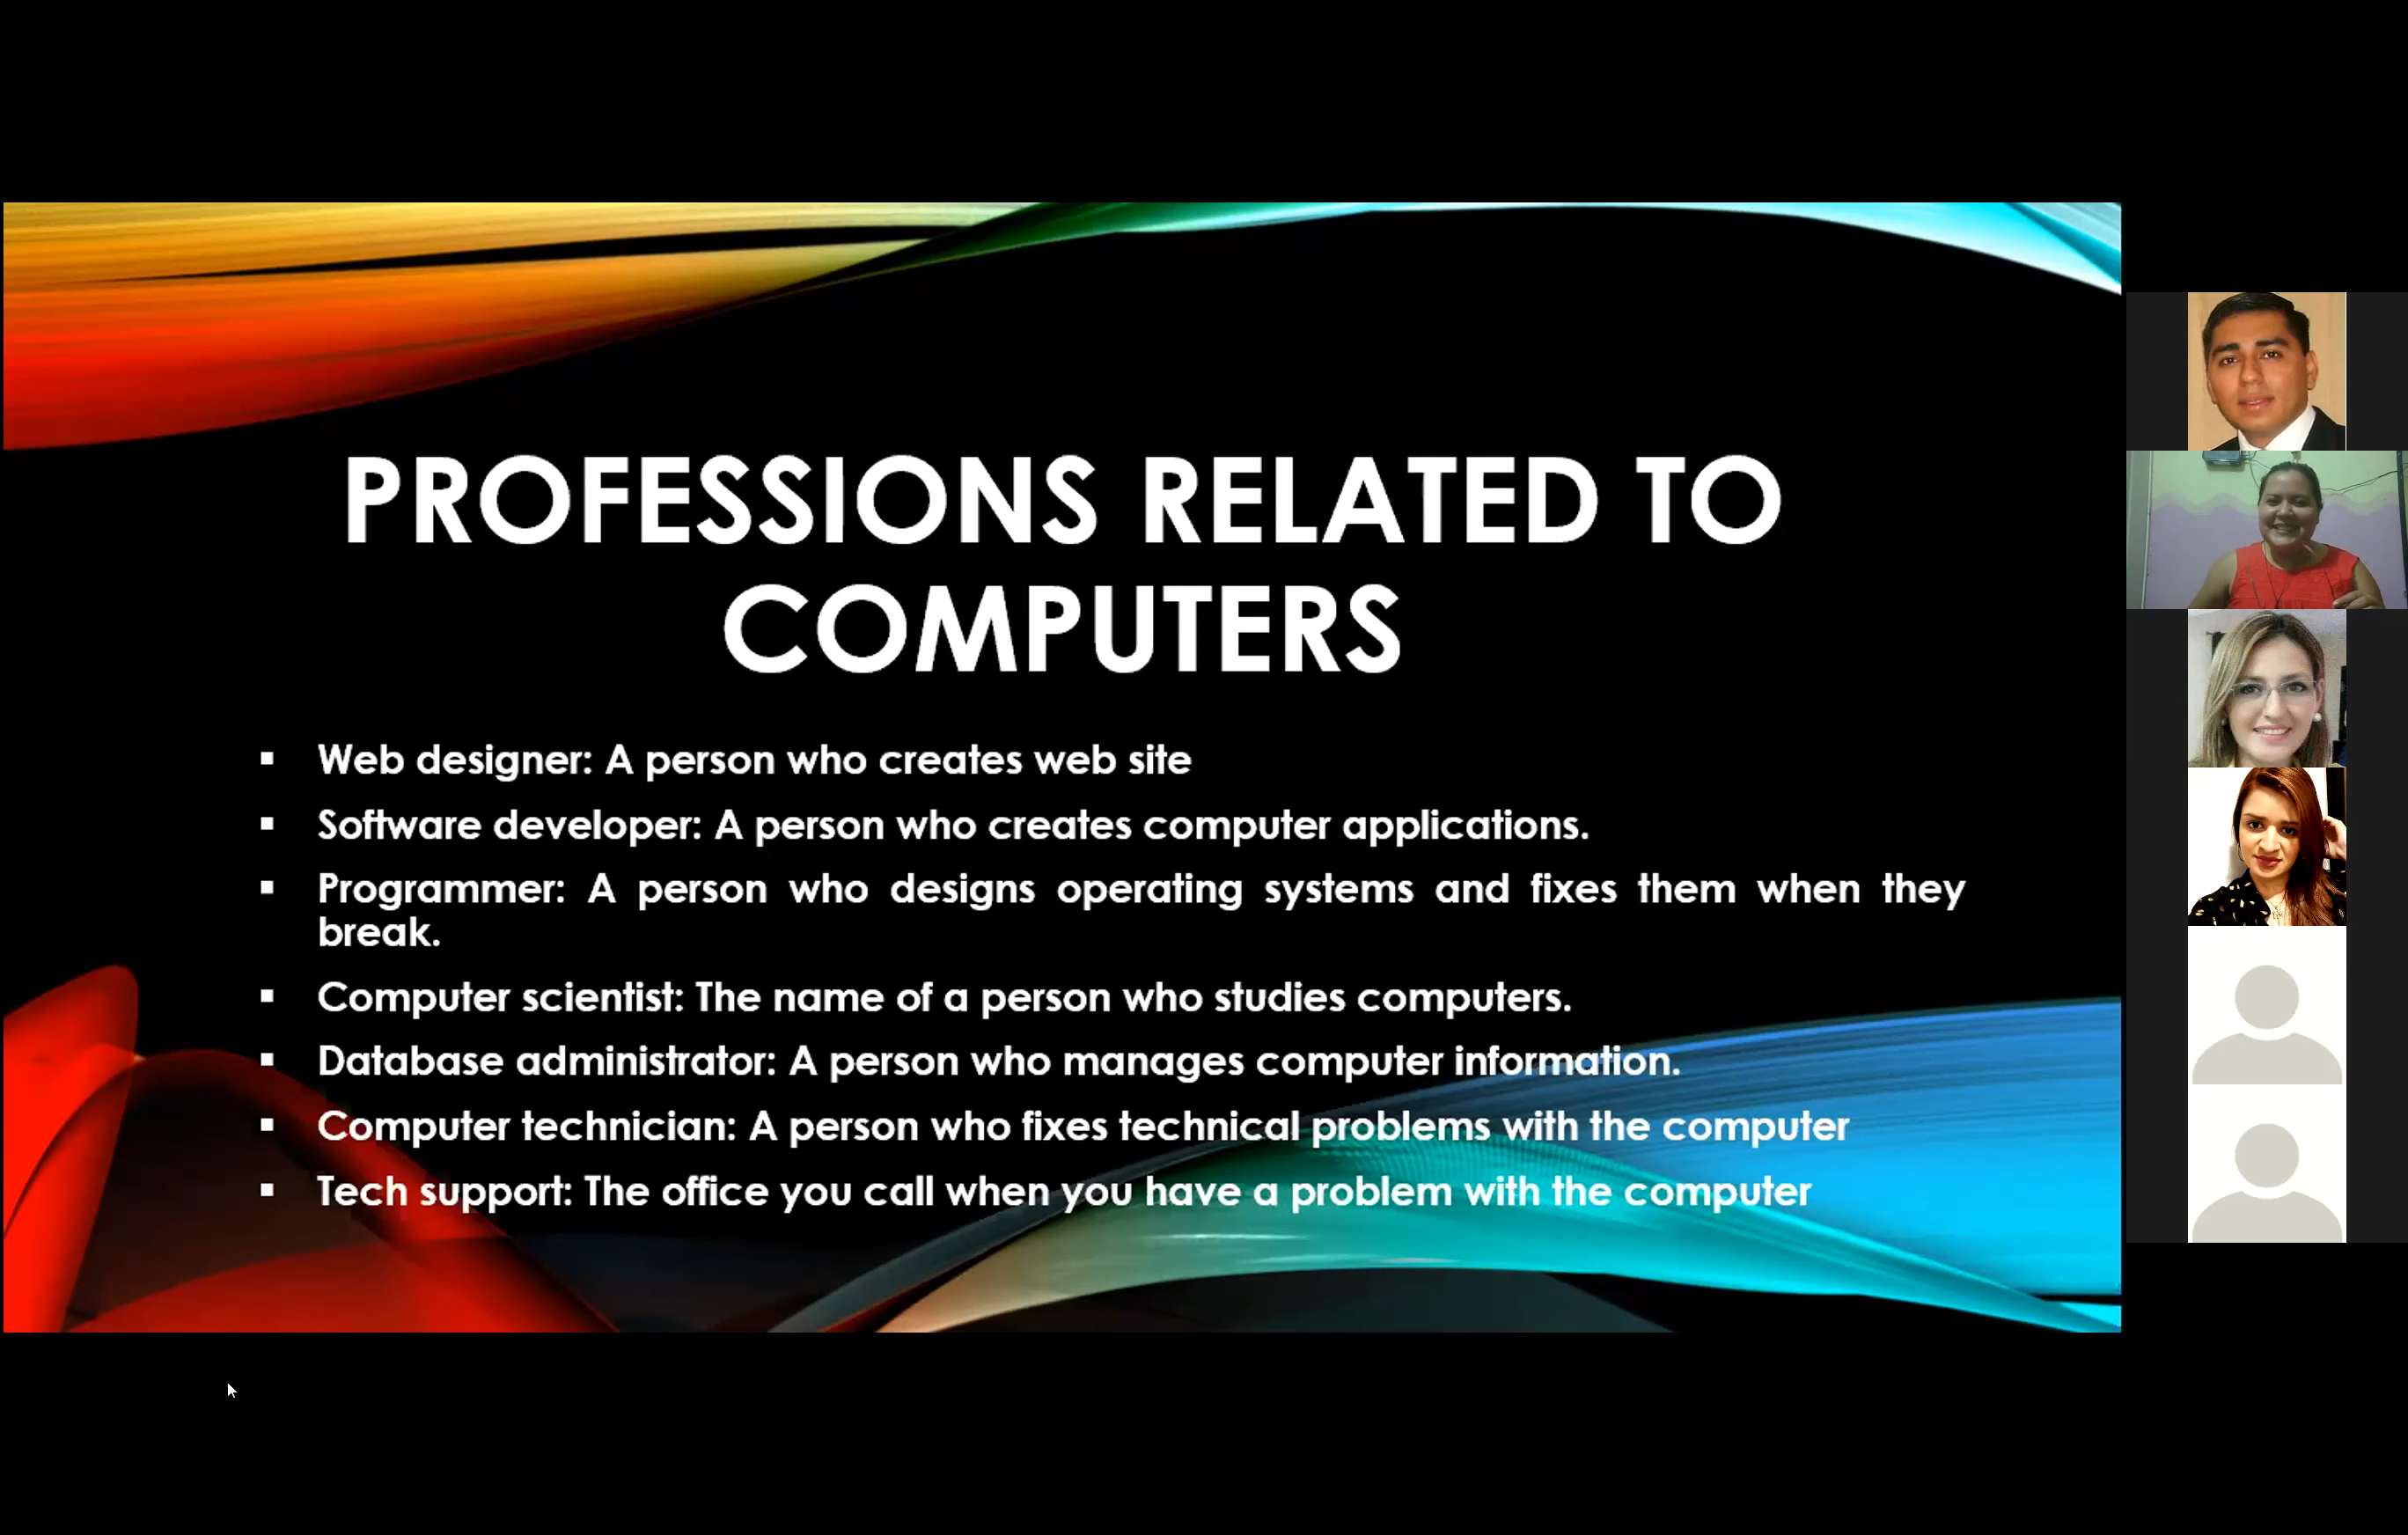 PROFESSIONS RELATED TO
COMPUTERS
▪ Web designer: A person who creates web site
▪ Software developer: A person who creates computer applications.
▪ Programmer: A person who designs operating systems and fixes them when they
break.
▪ Computer scientist: The name of a person who studies computers.
▪ Database administrator: A person who manages computer information.
▪ Computer technician: A person who fixes technical problems with the computer
▪ Tech support: The office you call when you have a problem with the computer